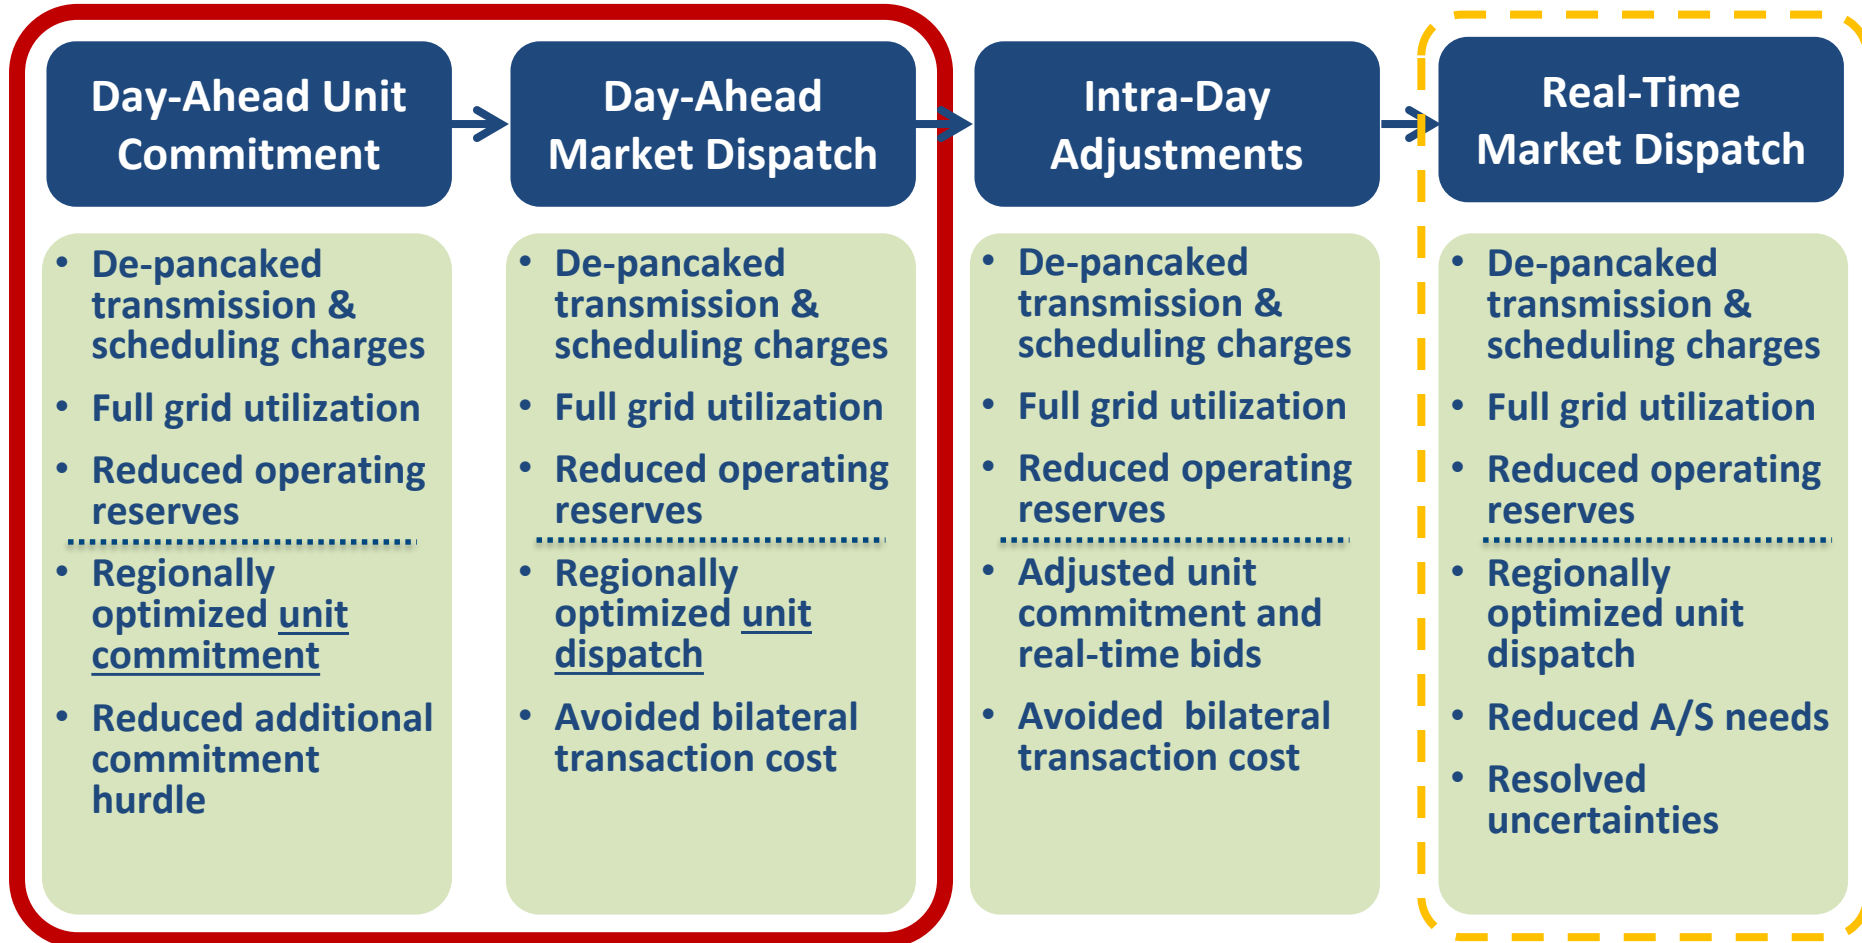 Day-Ahead Unit
Commitment
• De-pancaked
transmission &
scheduling charges
• Full grid utilization
• Reduced operating
reserves
• Regionally
optimized unit
commitment
• Reduced additional
commitment
hurdle
Day-Ahead
Market Dispatch
• De-pancaked
transmission &
scheduling charges
• Full grid utilization
• Reduced operating
reserves
• Regionally
optimized unit
dispatch
• Avoided bilateral
transaction cost
Intra-Day
Adjustments
• De-pancaked
transmission &
scheduling charges
• Full grid utilization
• Reduced operating
reserves
• Adjusted unit
commitment and
real-time bids
• Avoided  bilateral
transaction cost
Real-Time
Market Dispatch
• De-pancaked
transmission &
scheduling charges
• Full grid utilization
• Reduced operating
reserves
• Regionally
optimized unit
dispatch
• Reduced A/S needs
• Resolved
uncertainties